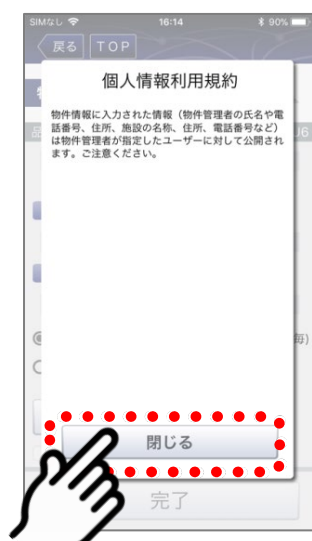 SIMなし 16:14 90%
戻る TOP
個人情報利用規約
物件情報に入力された情報（物件管理者の氏名や電
話番号、住所、施設の名称、住所、電話番号など）
は物件管理者が指定したユーザーに対して公開され
ます。ご注意ください。
閉じる
完了